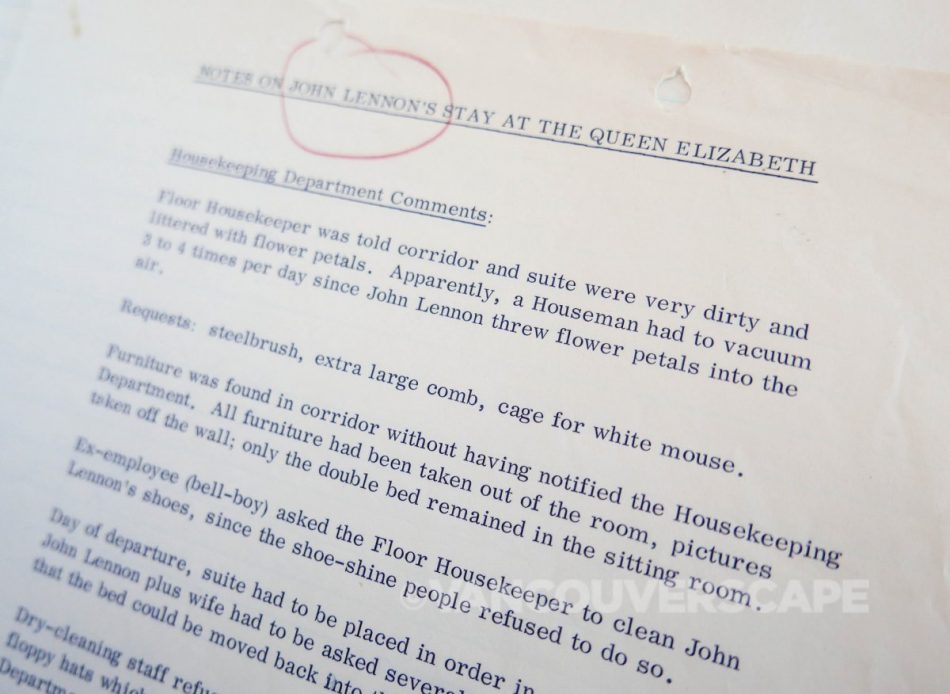 NOTES ON JOHN LENNON'S STAY AT THE QUEEN ELIZABETH
Housekeeping Department Comments:
Floor Housekeeper was told corridor and suite were very dirty and
littered with flower petals. Apparently, a Houseman had to vacuum
3 to 4 times per day since John Lennon threw flower petals into the
air.
Requests: steelbrush, extra large comb, cage for white mouse.
Furniture was found in corridor without having notified the Housekeeping
Department. All furniture had been taken out of the room, pictures
taken off the wall; only the double bed remained in the sitting room.
Ex-employee (bell-boy) asked the Floor Housekeeper to clean John
Lennon's shoes, since the shoe-shine people refused to do so.
Day of departure, suite had to be placed in order in
John Lennon plus wife had to be asked several
that the bed could be moved back into
Dry-cleaning staff
floppy hats which
© VANCOUVERSCAPE